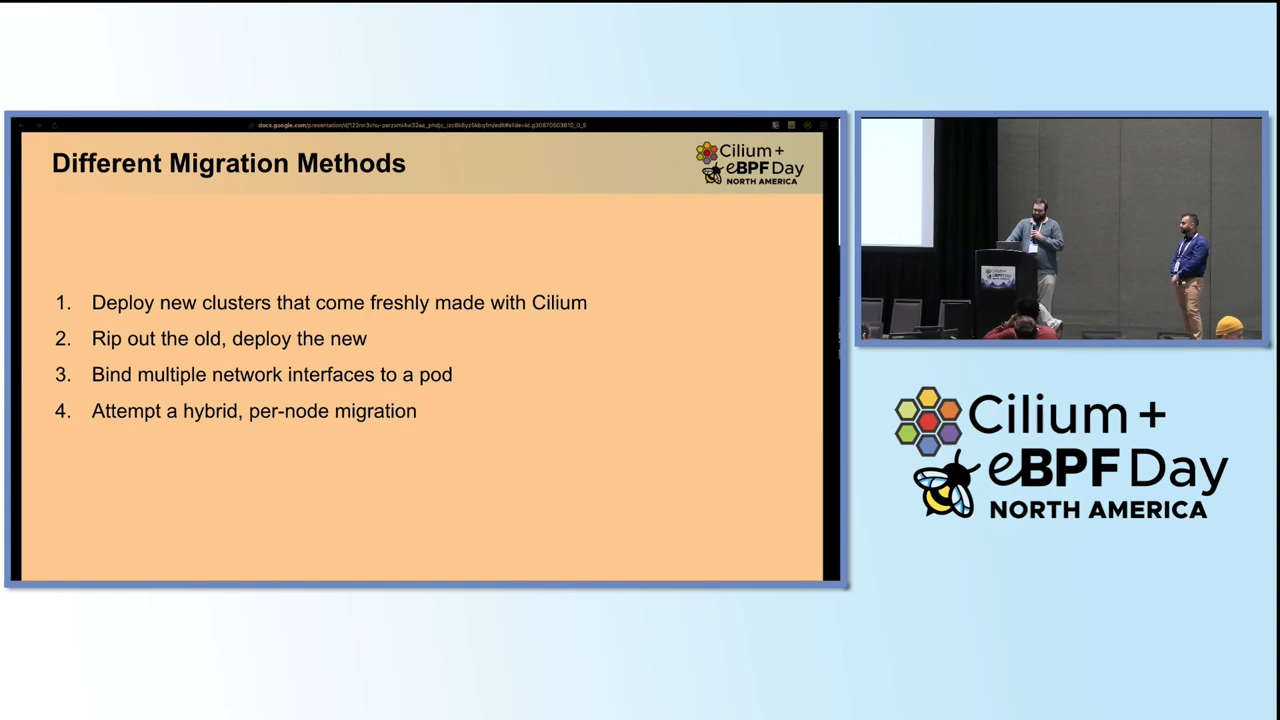 Different Migration Methods
Cilium +
eBPF Day
NORTH AMERICA
1. Deploy new clusters that come freshly made with Cilium
2. Rip out the old, deploy the new
3. Bind multiple network interfaces to a pod
4. Attempt a hybrid, per-node migration
Cilium +
eBPF Day
NORTH AMERICA